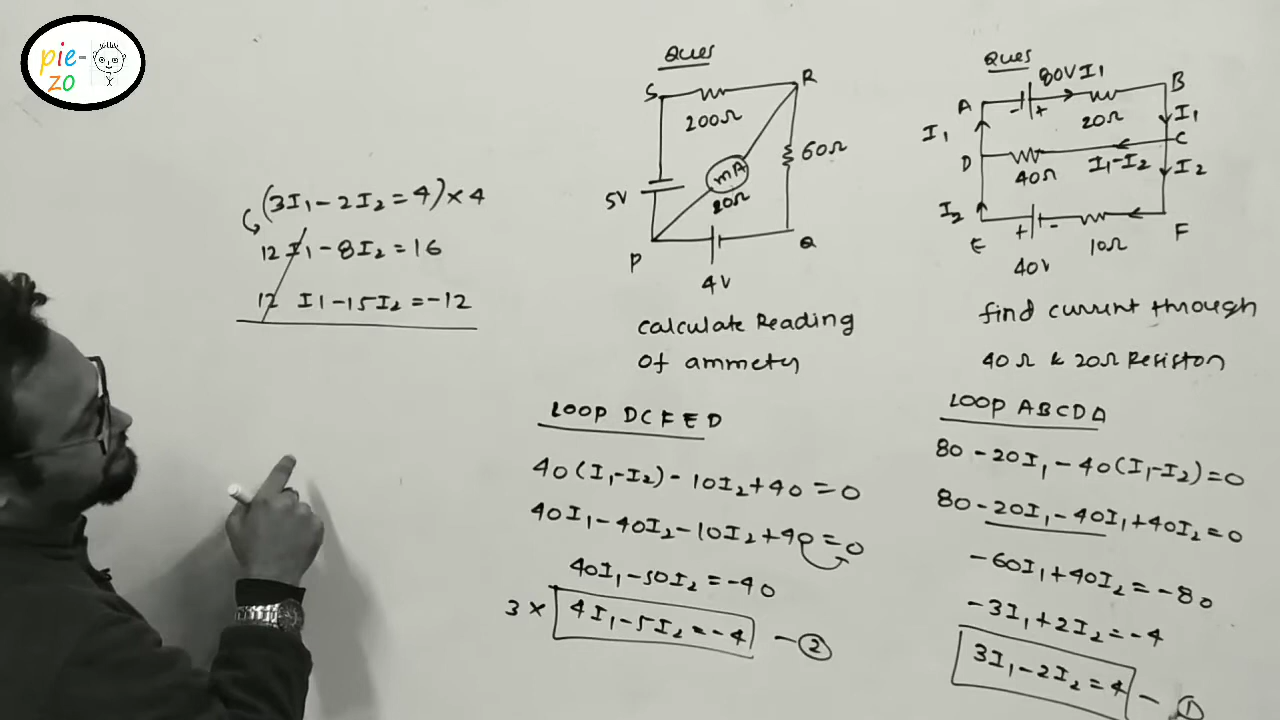 pie-
zo
(3I₁-2I₂=4)×4
12I₁-8I₂=16
12 I1-15I₂=-12
Ques
S
R
200Ω
60Ω
5V
mA
20Ω
P
Q
4V
calculate Reading
of ammety
Ques
80V I₁
A
B
20Ω
I₁
I₁
D
C
40Ω
I₁-I₂
I₂
I₂
E
F
10Ω
40V
find current through
40Ω & 20Ω Resiston
LOOP DCFED
40(I₁-I₂)-10I₂+40=0
40I₁-40I₂-10I₂+40=0
40I₁-50I₂=-40
3× 4I₁-5I₂=-4 -②
LOOP ABCDA
80-20I₁-40(I₁-I₂)=0
80-20I₁-40I₁+40I₂=0
-60I₁+40I₂=-80
-3I₁+2I₂=-4
3I₁-2I₂=4 -①